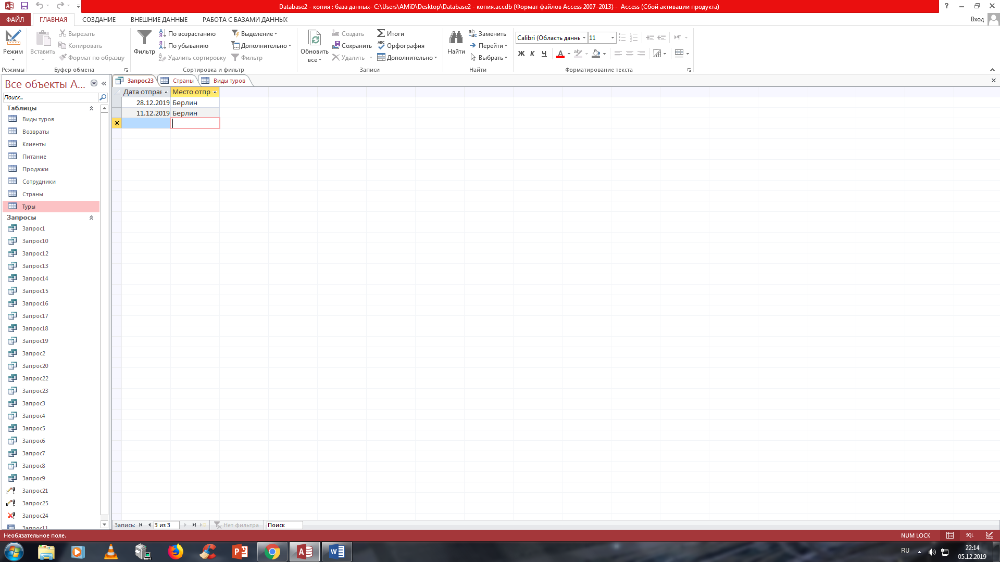 Database2 - копия : база данных- C:\Users\AMiD\Desktop\Database2 - копия.accdb (Формат файлов Access 2007–2013) - Access (Сбой активации продукта)
ФАЙЛ ГЛАВНАЯ СОЗДАНИЕ ВНЕШНИЕ ДАННЫЕ РАБОТА С БАЗАМИ ДАННЫХ Вход
Режим
Режимы
Вставить
Вырезать
Копировать
Формат по образцу
Буфер обмена
Фильтр
По возрастанию
По убыванию
Удалить сортировку
Выделение
Дополнительно
Фильтр
Сортировка и фильтр
Обновить
все
Создать
Сохранить
Удалить
Итоги
Орфография
Дополнительно
Записи
Найти
Заменить
Перейти
Выбрать
Найти
Calibri (Область данны 11
Ж К Ч
Форматирование текста
Все объекты A...
Поиск...
Таблицы
Виды туров
Возвраты
Клиенты
Питание
Продажи
Сотрудники
Страны
Туры
Запросы
Запрос1
Запрос10
Запрос12
Запрос13
Запрос14
Запрос15
Запрос16
Запрос17
Запрос18
Запрос19
Запрос2
Запрос20
Запрос22
Запрос23
Запрос3
Запрос4
Запрос5
Запрос6
Запрос7
Запрос8
Запрос9
Запрос21
Запрос25
Запрос24
Запрос11
Запрос23 Страны Виды туров
Дата отправ Место отпр
28.12.2019 Берлин
11.12.2019 Берлин
Запись: 3 из 3 Нет фильтра Поиск
Необязательное поле. NUM LOCK SQL
RU 22:14
05.12.2019